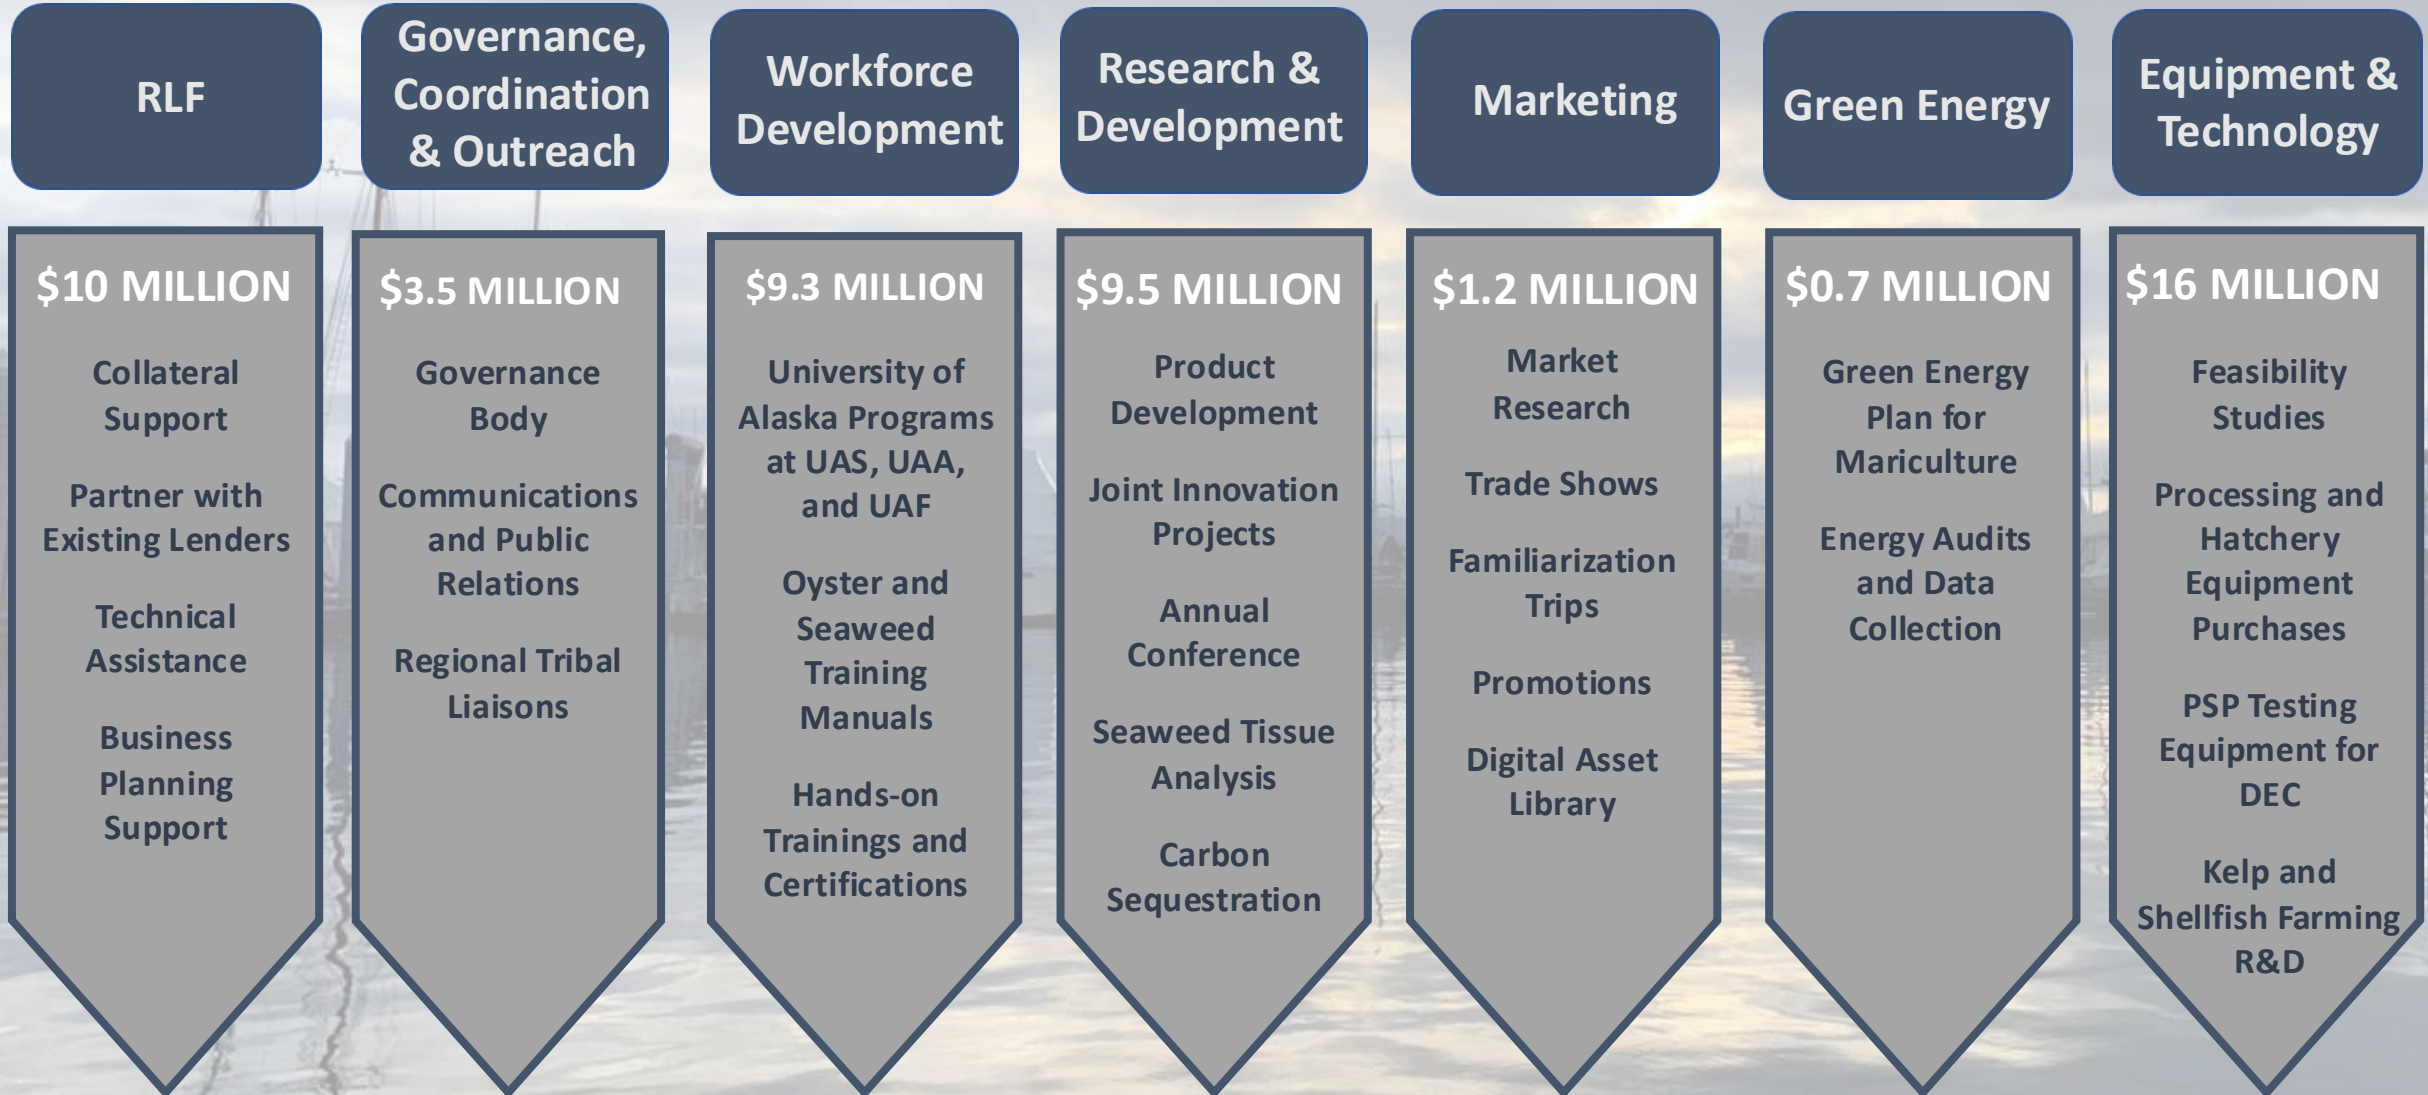 RLF
Governance,
Coordination
& Outreach
Workforce
Development
Research &
Development
Marketing
Green Energy
Equipment &
Technology
$10 MILLION
Collateral
Support
Partner with
Existing Lenders
Technical
Assistance
Business
Planning
Support
$3.5 MILLION
Governance
Body
Communications
and Public
Relations
Regional Tribal
Liaisons
$9.3 MILLION
University of
Alaska Programs
at UAS, UAA,
and UAF
Oyster and
Seaweed
Training
Manuals
Hands-on
Trainings and
Certifications
$9.5 MILLION
Product
Development
Joint Innovation
Projects
Annual
Conference
Seaweed Tissue
Analysis
Carbon
Sequestration
$1.2 MILLION
Market
Research
Trade Shows
Familiarization
Trips
Promotions
Digital Asset
Library
$0.7 MILLION
Green Energy
Plan for
Mariculture
Energy Audits
and Data
Collection
$16 MILLION
Feasibility
Studies
Processing and
Hatchery
Equipment
Purchases
PSP Testing
Equipment for
DEC
Kelp and
Shellfish Farming
R&D